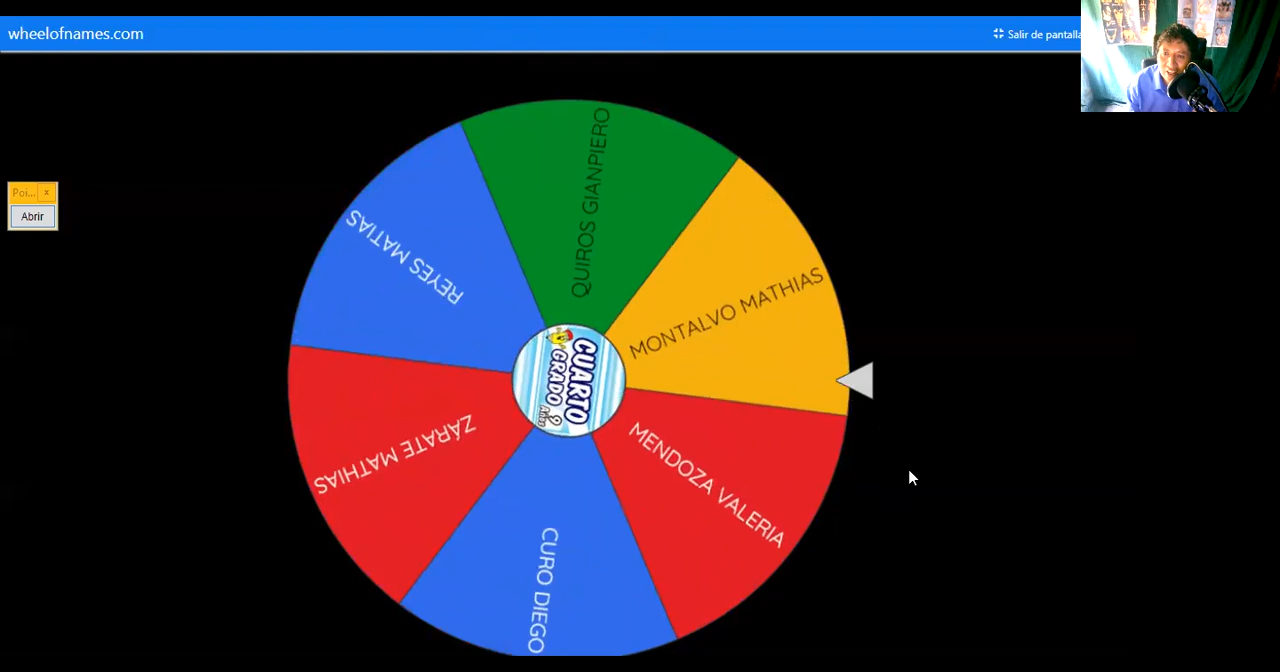 wheelofnames.com
Salir de pantalla
Poi... x
Abrir
QUIROS GIANPIERO
MONTALVO MATHIAS
MENDOZA VALERIA
CURO DIEGO
ZÁRATE MATHIAS
REYES MATIAS
CUARTO
GRADO